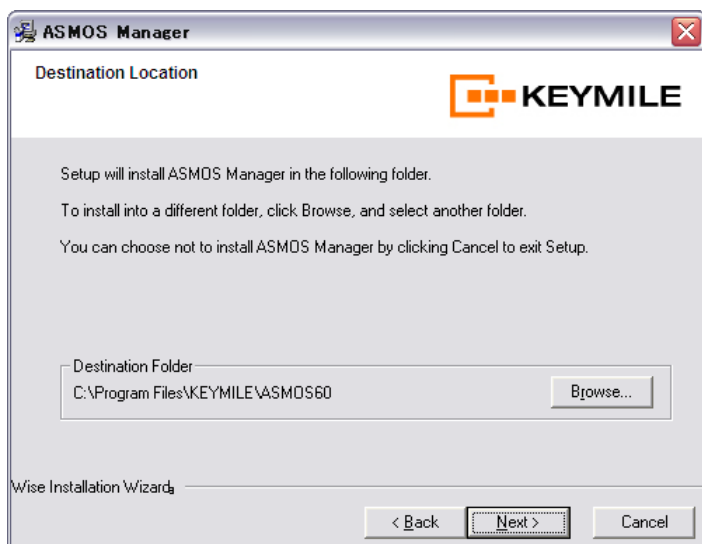 ASMOS Manager
Destination Location
KEYMILE
Setup will install ASMOS Manager in the following folder.
To install into a different folder, click Browse, and select another folder.
You can choose not to install ASMOS Manager by clicking Cancel to exit Setup.
Destination Folder
C:\Program Files\KEYMILE\ASMOS60
Browse...
Wise Installation Wizard
< Back
Next >
Cancel